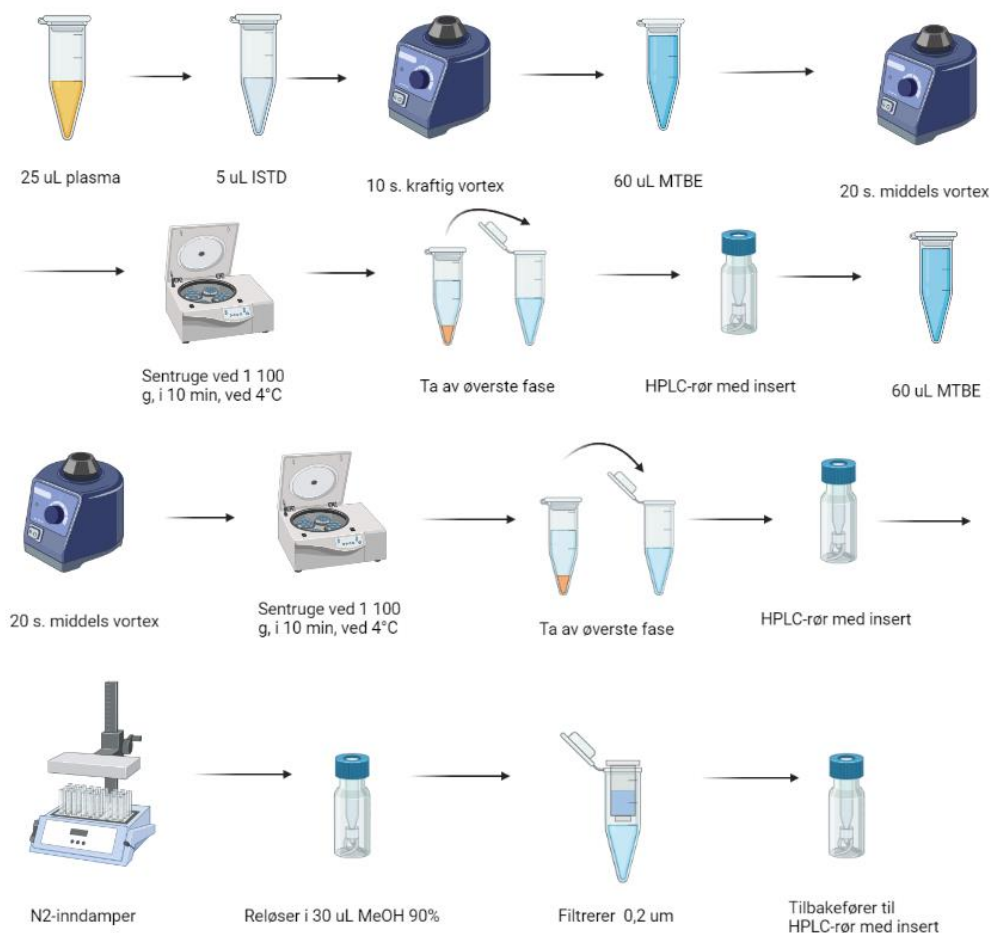 25 uL plasma
5 uL ISTD
10 s. kraftig vortex
60 uL MTBE
20 s. middels vortex
Sentruge ved 1 100
g, i 10 min, ved 4°C
Ta av øverste fase
HPLC-rør med insert
60 uL MTBE
20 s. middels vortex
Sentruge ved 1 100
g, i 10 min, ved 4°C
Ta av øverste fase
HPLC-rør med insert
N2-inndamper
Reløser i 30 uL MeOH 90%
Filtrerer 0,2 um
Tilbakefører til
HPLC-rør med insert